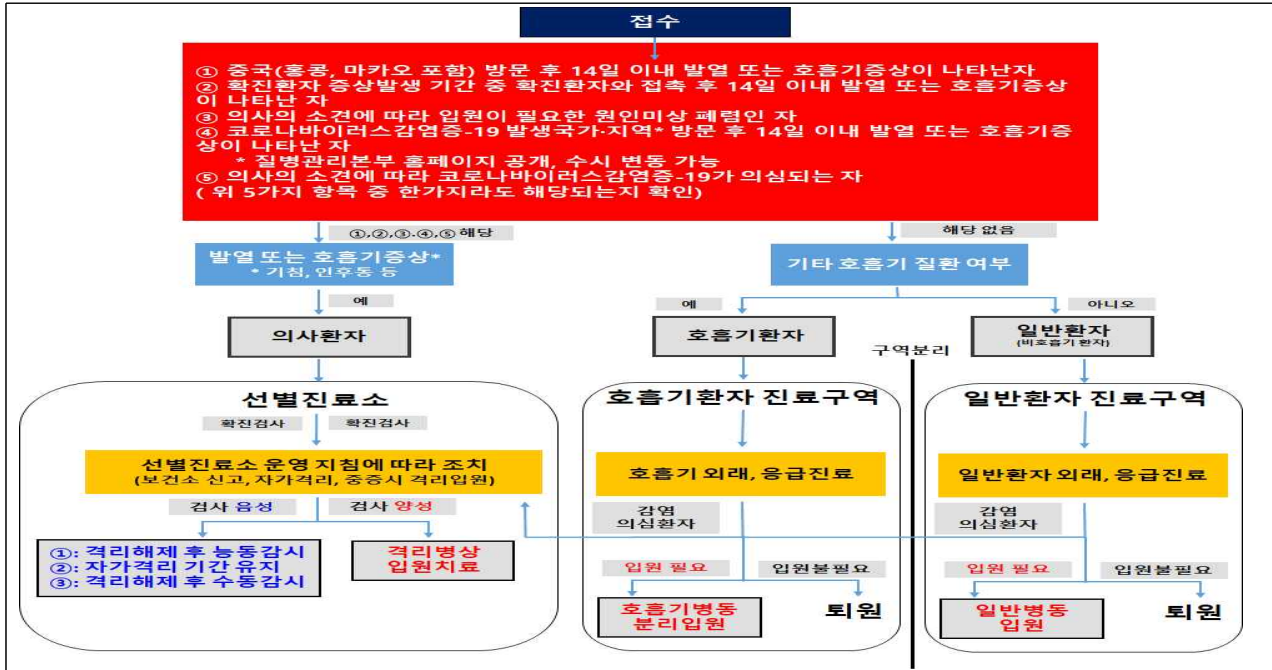 접수
① 중국(홍콩, 마카오 포함) 방문 후 14일 이내 발열 또는 호흡기증상이 나타난자
② 확진환자 증상발생 기간 중 확진환자와 접촉 후 14일 이내 발열 또는 호흡기증상
이 나타난 자
③ 의사의 소견에 따라 입원이 필요한 원인미상 폐렴인 자
④ 코로나바이러스감염증-19 발생국가·지역* 방문 후 14일 이내 발열 또는 호흡기증
상이 나타난 자
* 질병관리본부 홈페이지 공개, 수시 변동 가능
⑤ 의사의 소견에 따라 코로나바이러스감염증-19가 의심되는 자
( 위 5가지 항목 중 한가지라도 해당되는지 확인)
①,②,③.④,⑤ 해당
해당 없음
발열 또는 호흡기증상*
* 기침, 인후통 등
기타 호흡기 질환 여부
예
예
아니오
의사환자
호흡기환자
일반환자
(비호흡기 환자)
구역분리
선별진료소
호흡기환자 진료구역
일반환자 진료구역
확진검사 확진검사
선별진료소 운영 지침에 따라 조치
(보건소 신고, 자가격리, 중증시 격리입원)
호흡기 외래, 응급진료
일반환자 외래, 응급진료
검사 음성
검사 양성
감염
의심환자
감염
의심환자
①: 격리해제 후 능동감시
②: 자가격리 기간 유지
③: 격리해제 후 수동감시
격리병상
입원치료
입원 필요
입원불필요
입원 필요
입원불필요
호흡기병동
분리입원
퇴원
일반병동
입원
퇴원